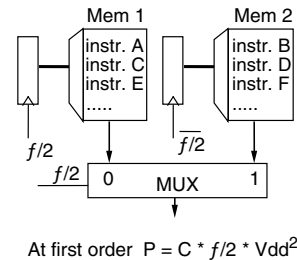 Mem 1
Mem 2
instr. A
instr. C
instr. E
.....
instr. B
instr. D
instr. F
.....
f/2
f/2
f/2
0
MUX
1
At first order P = C * f/2 * Vdd²